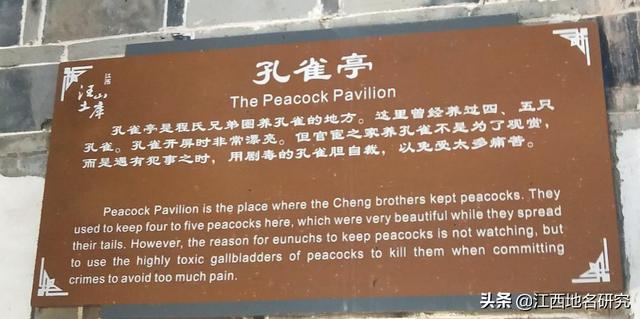 江西
汪山
土库
孔雀亭
The Peacock Pavilion
孔雀亭是程氏兄弟圈养孔雀的地方。这里曾经养过四、五只
孔雀。孔雀开屏时非常漂亮。但官宦之家养孔雀不是为了观赏，
而是遇有犯事之时，用剧毒的孔雀胆自裁，以免受太多痛苦。
Peacock Pavilion is the place where the Cheng brothers kept peacocks. They
used to keep four to five peacocks here, which were very beautiful while they spread
their tails. However, the reason for eunuchs to keep peacocks is not watching, but
to use the highly toxic gallbladders of peacocks to kill them when committing
crimes to avoid too much pain.
头条@江西地名研究